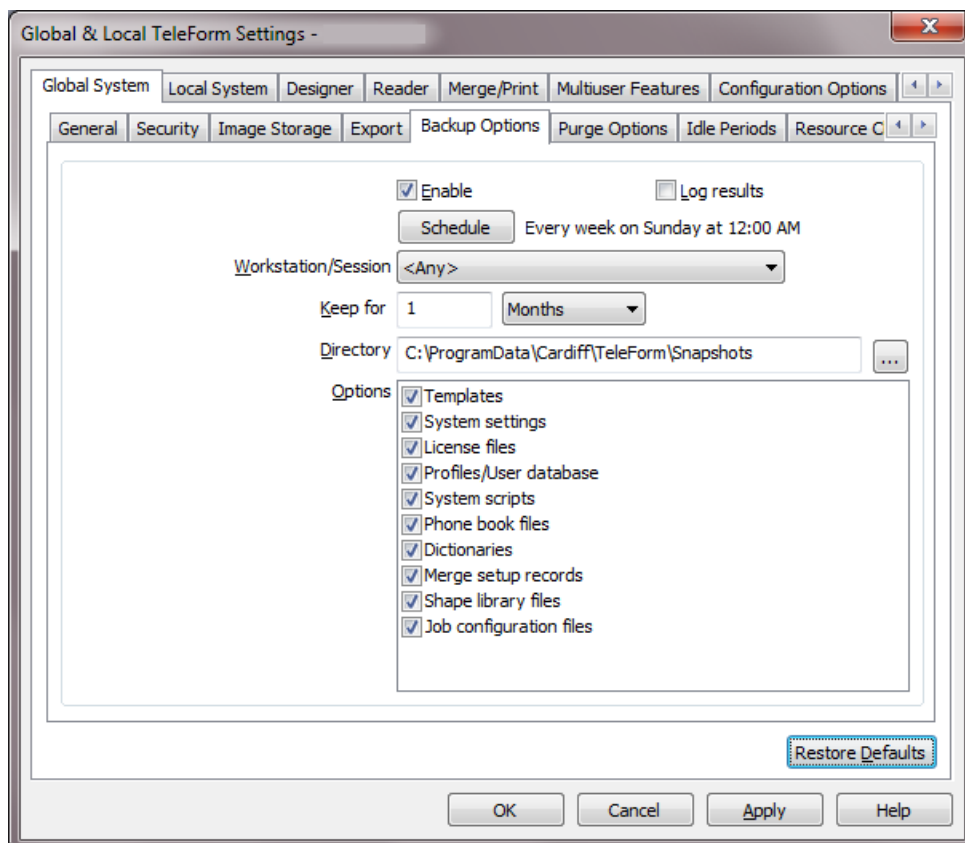 Global & Local TeleForm Settings -
Global System Local System Designer Reader Merge/Print Multiuser Features Configuration Options
General Security Image Storage Export Backup Options Purge Options Idle Periods Resource C
Enable Log results
Schedule Every week on Sunday at 12:00 AM
Workstation/Session <Any>
Keep for 1 Months
Directory C:\ProgramData\Cardiff\TeleForm\Snapshots ...
Options Templates
System settings
License files
Profiles/User database
System scripts
Phone book files
Dictionaries
Merge setup records
Shape library files
Job configuration files
Restore Defaults
OK Cancel Apply Help